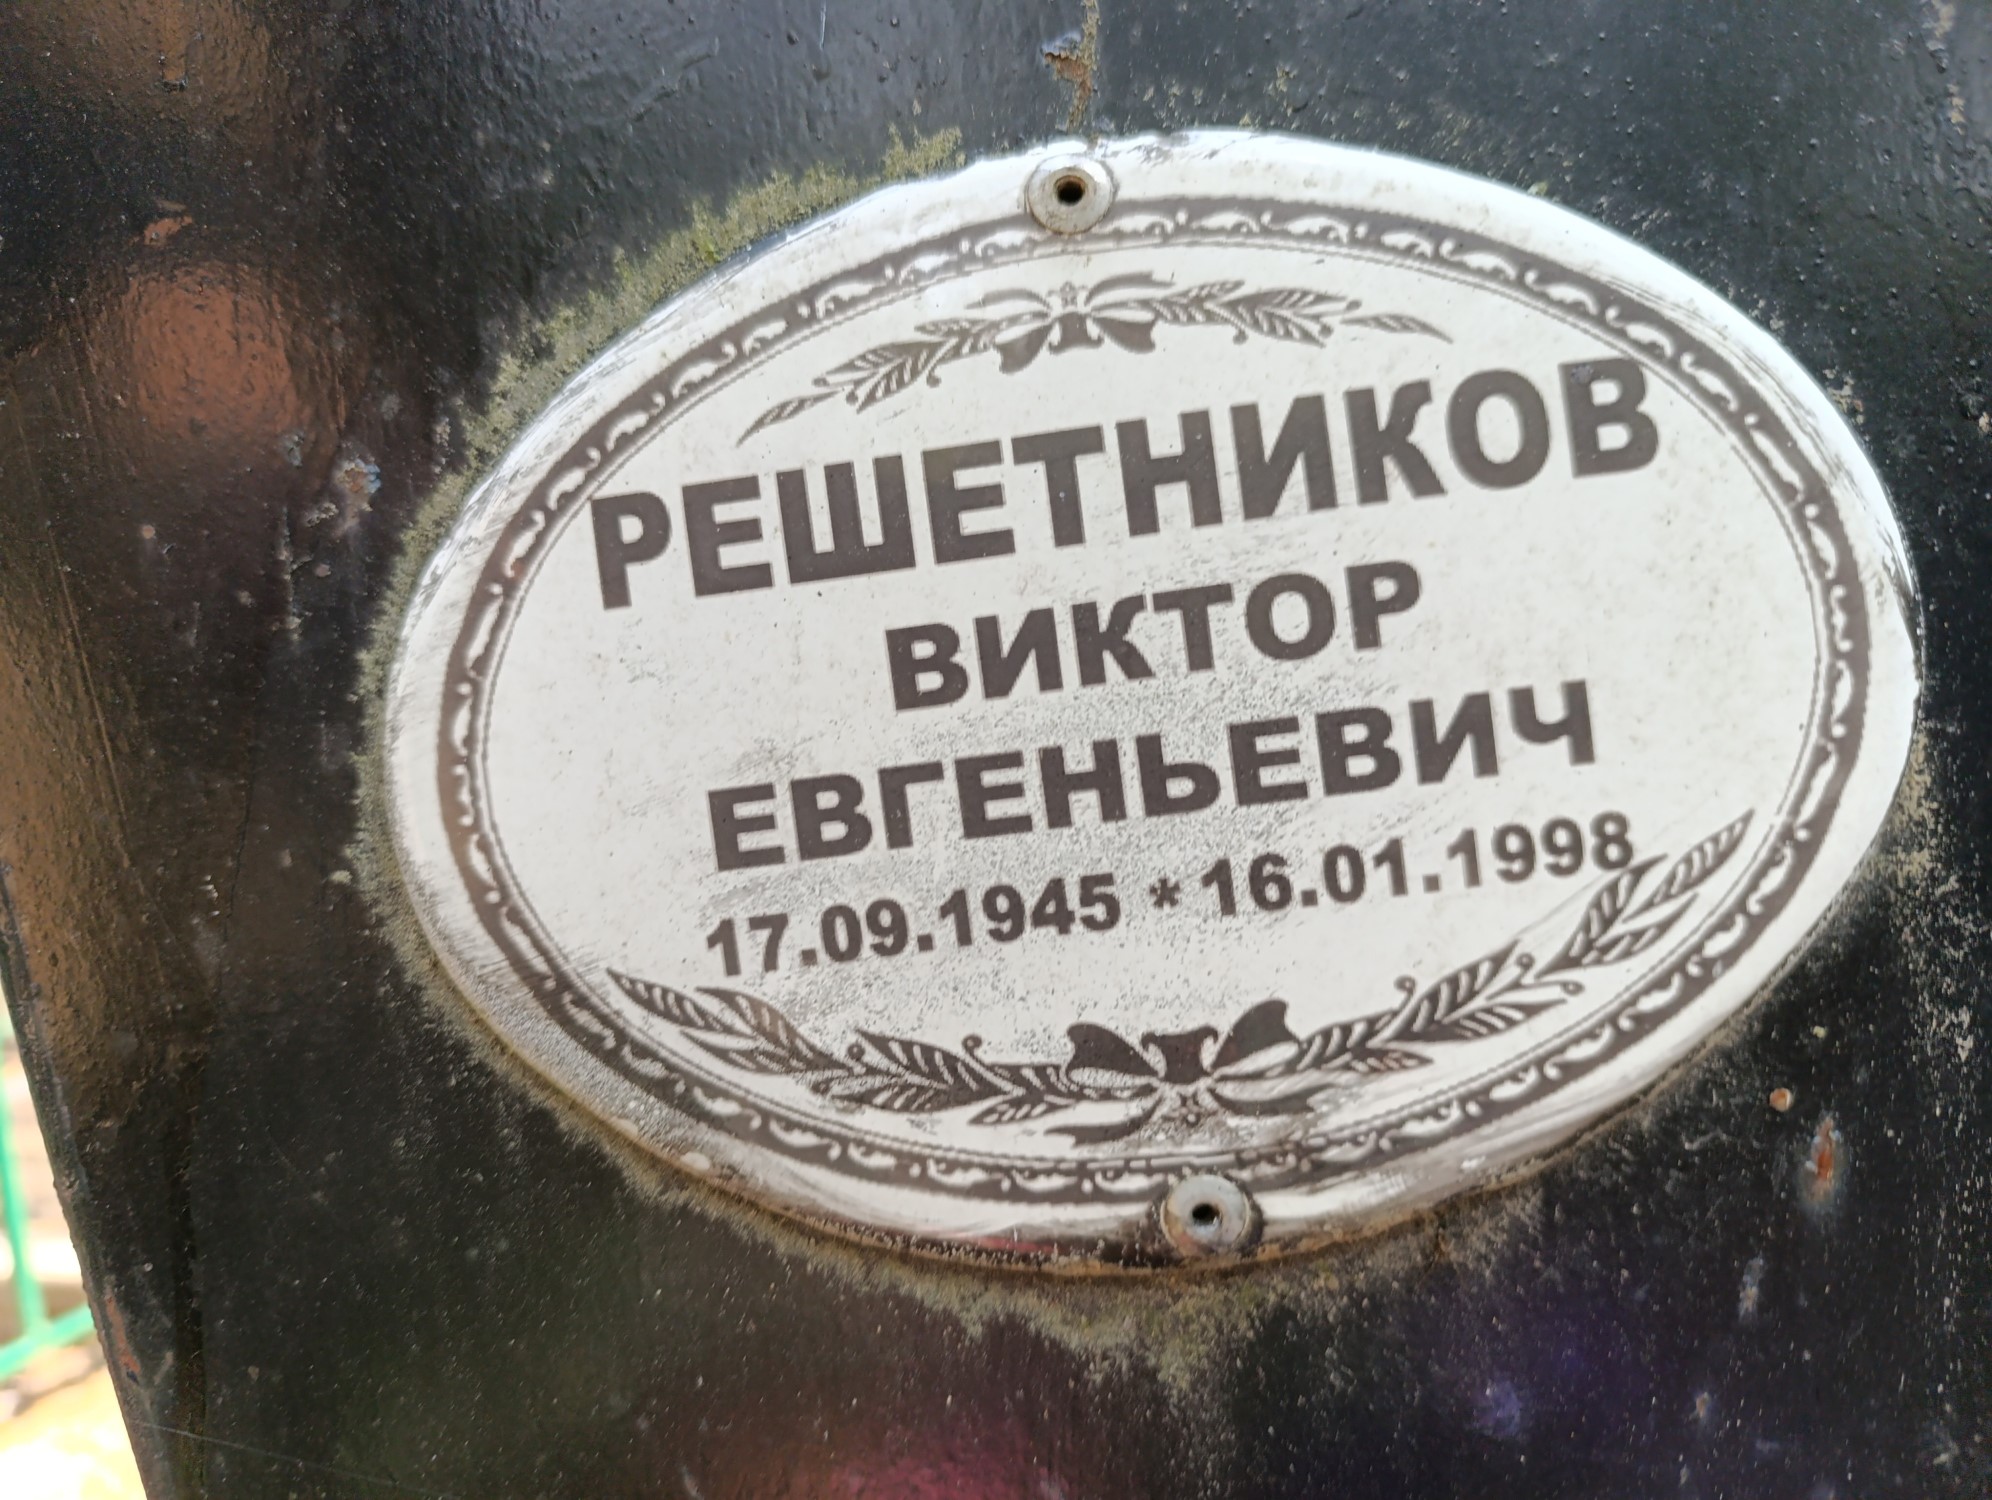 РЕШЕТНИКОВ
ВИКТОР
ЕВГЕНЬЕВИЧ
17.09.1945 * 16.01.1998